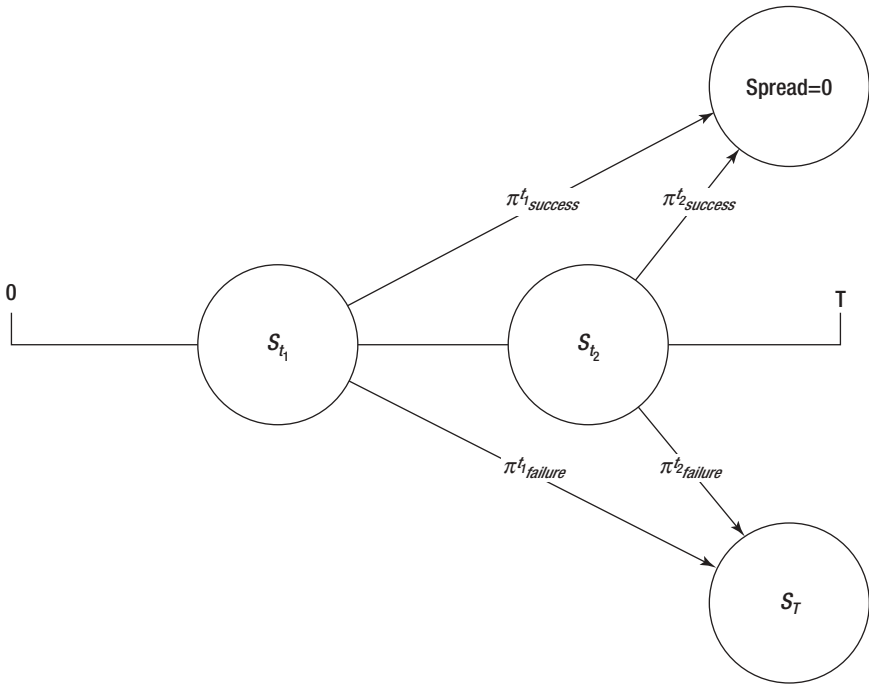 Spread=0
π^{t_1}_{success}
π^{t_2}_{success}
0
T
S_{t_1}
S_{t_2}
π^{t_1}_{failure}
π^{t_2}_{failure}
S_T